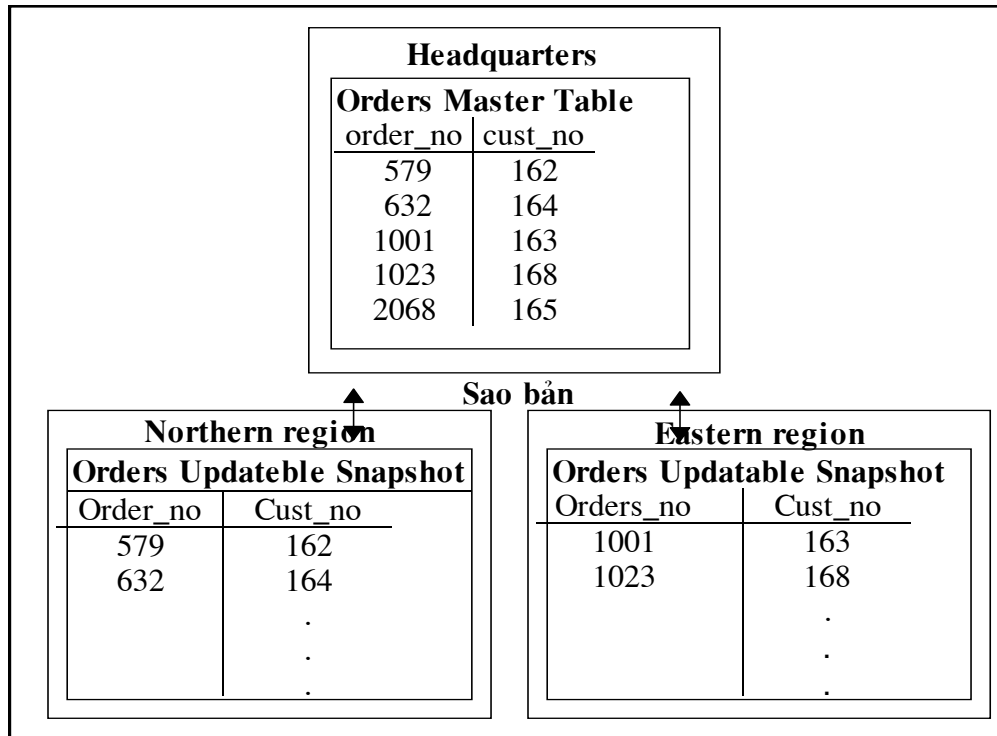 Headquarters
Orders Master Table
order_no cust_no
579 162
632 164
1001 163
1023 168
2068 165
Sao bản
Northern region
Orders Updateble Snapshot
Order_no Cust_no
579 162
632 164
.
.
.
Eastern region
Orders Updatable Snapshot
Orders_no Cust_no
1001 163
1023 168
.
.
.